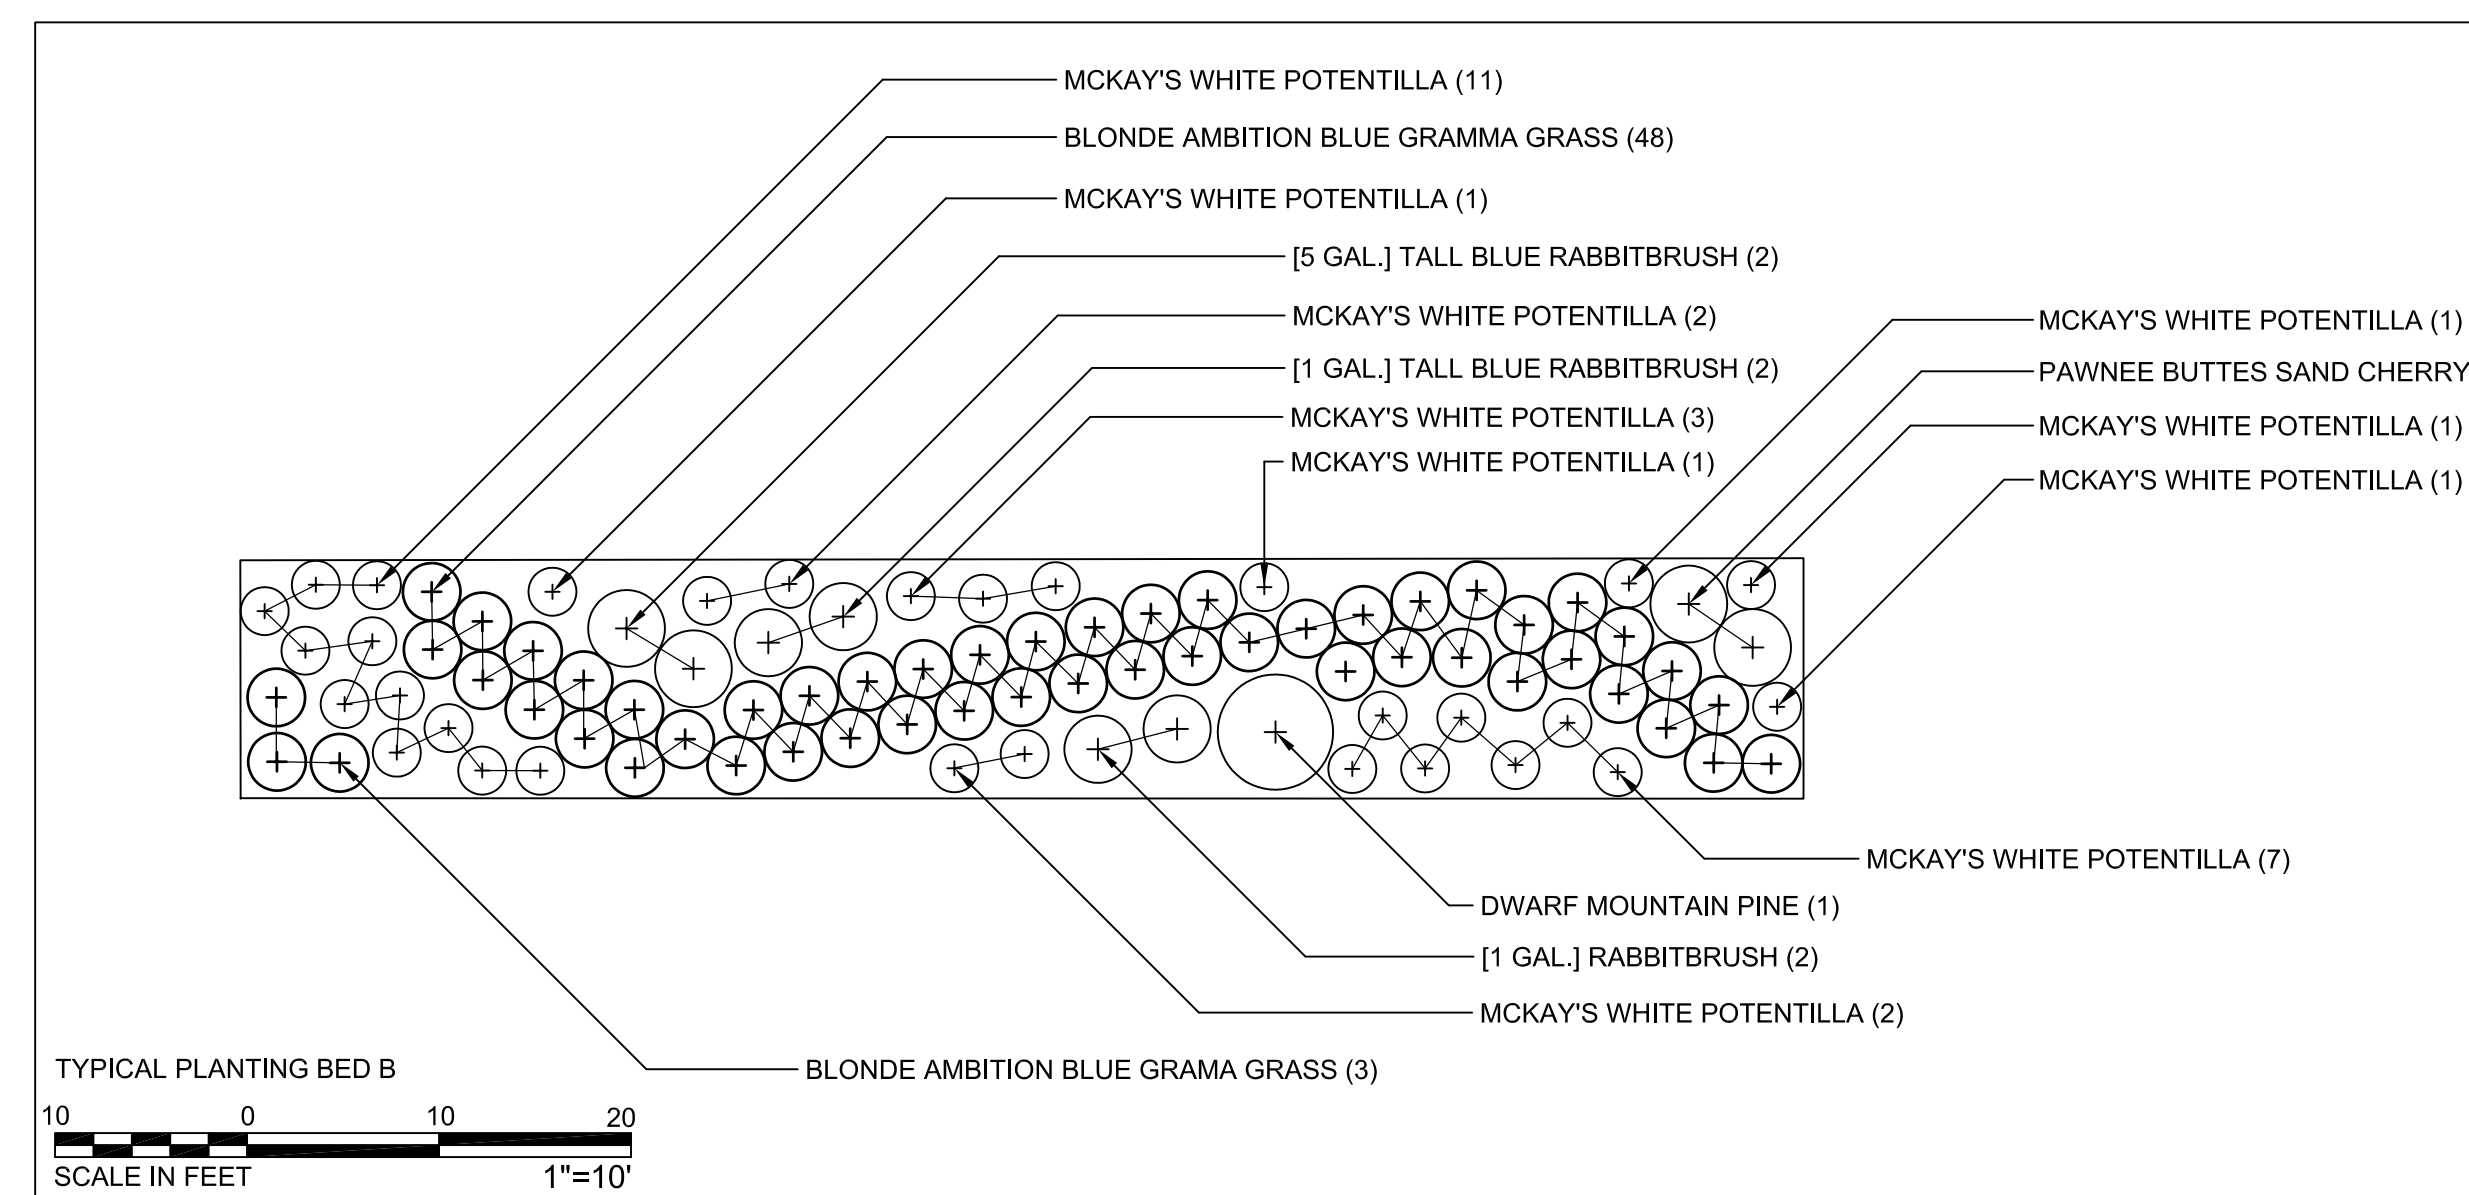 MCKAY'S WHITE POTENTILLA (11)
BLONDE AMBITION BLUE GRAMMA GRASS (48)
MCKAY'S WHITE POTENTILLA (1)
[5 GAL.] TALL BLUE RABBITBRUSH (2)
MCKAY'S WHITE POTENTILLA (2)
[1 GAL.] TALL BLUE RABBITBRUSH (2)
MCKAY'S WHITE POTENTILLA (3)
MCKAY'S WHITE POTENTILLA (1)
MCKAY'S WHITE POTENTILLA (1)
PAWNEE BUTTES SAND CHERRY
MCKAY'S WHITE POTENTILLA (1)
MCKAY'S WHITE POTENTILLA (1)
MCKAY'S WHITE POTENTILLA (7)
DWARF MOUNTAIN PINE (1)
[1 GAL.] RABBITBRUSH (2)
MCKAY'S WHITE POTENTILLA (2)
BLONDE AMBITION BLUE GRAMA GRASS (3)
TYPICAL PLANTING BED B
10 0 10 20
SCALE IN FEET 1"=10'